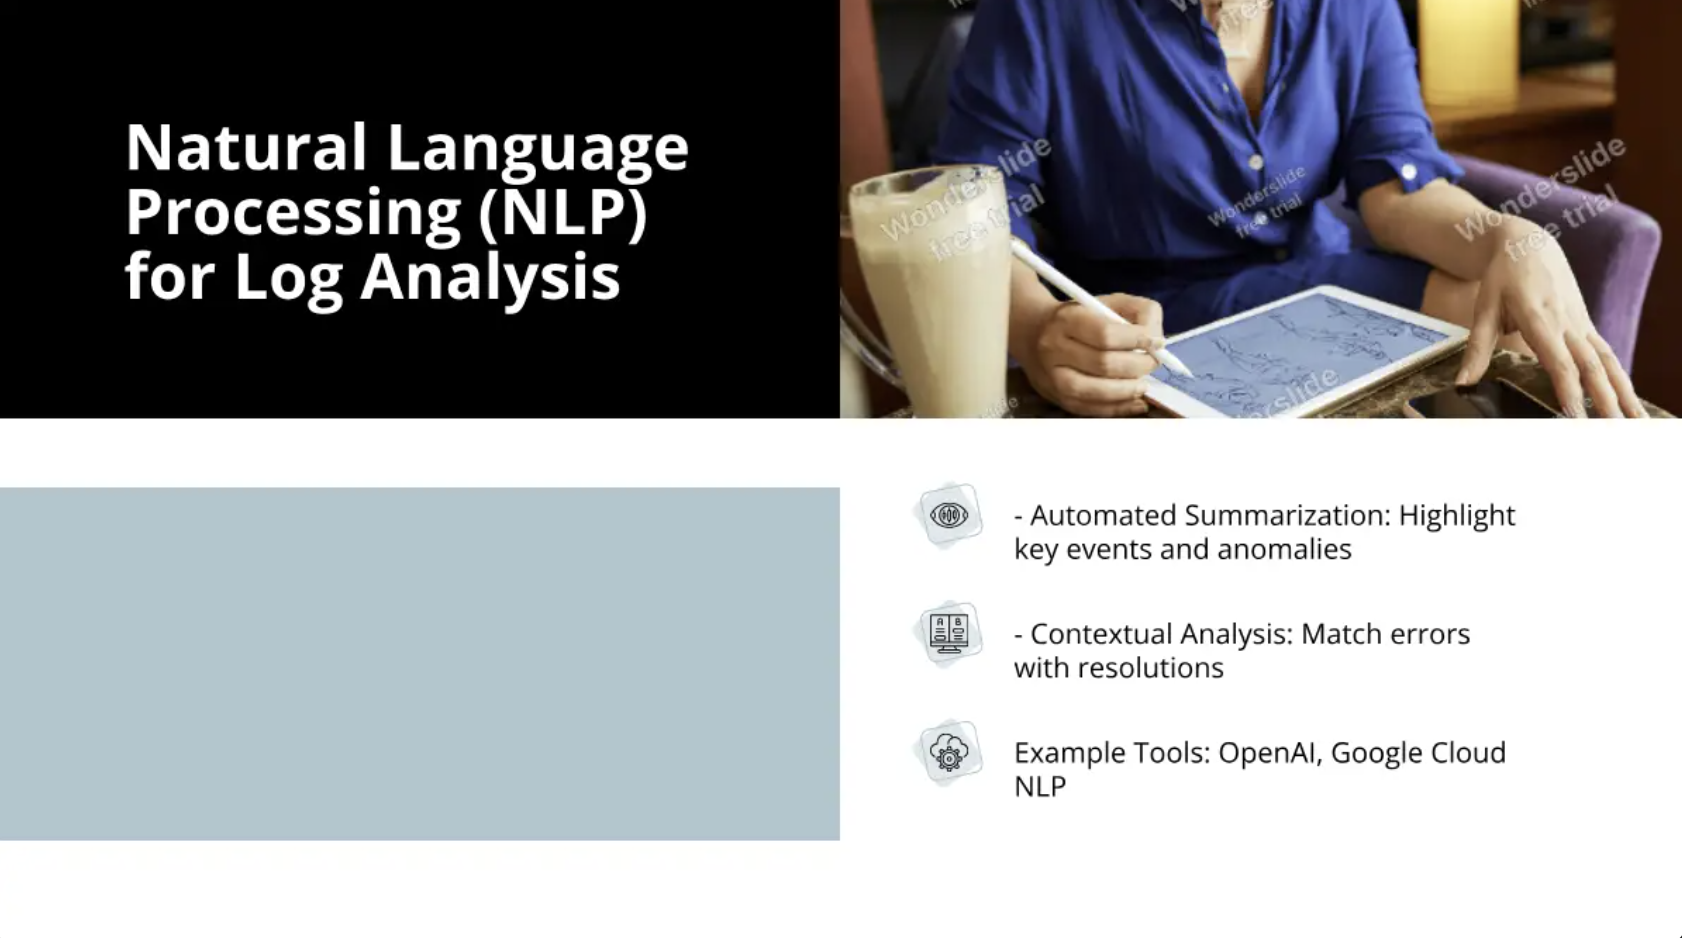 Natural Language
Processing (NLP)
for Log Analysis
Wonderslide
free trial
Wonderslide
free trial
Wonderslide
free trial
- Automated Summarization: Highlight
key events and anomalies
A B
- Contextual Analysis: Match errors
with resolutions
Example Tools: OpenAI, Google Cloud
NLP